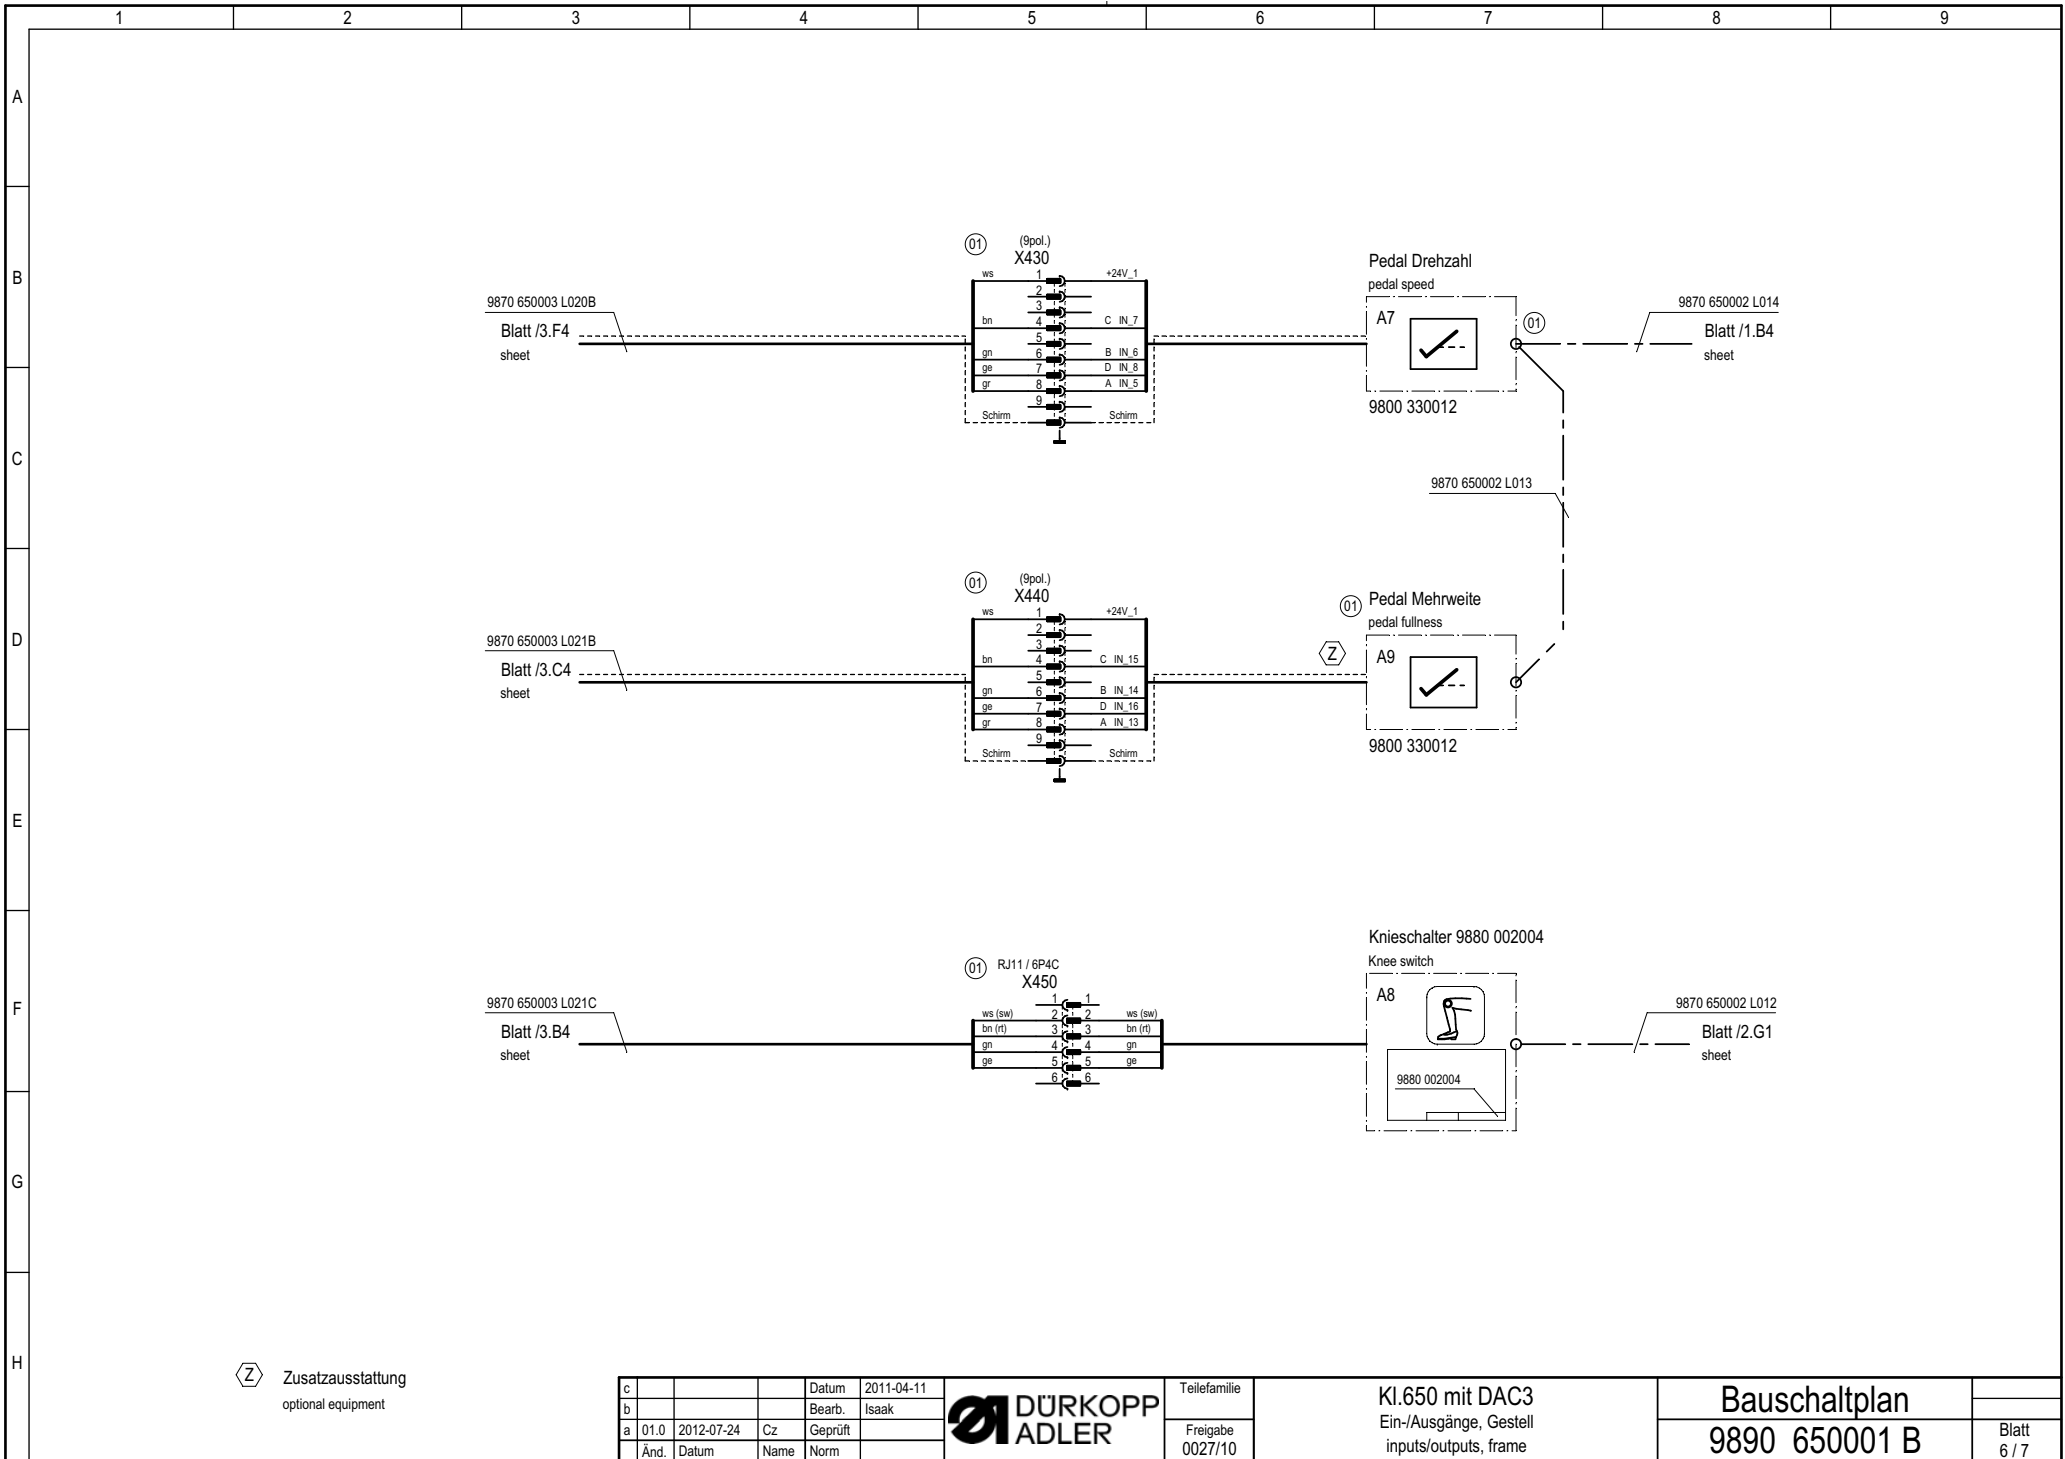 1 2 3 4 5 6 7 8 9
A
B
C
D
E
F
G
H
01
(9pol.)
X430
ws 1 +24V_1
2
3
bn 4 C IN_7
5
gn 6 B IN_6
ge 7 D IN_8
gr 8 A IN_5
9
Schirm Schirm
9870 650003 L020B
Blatt /3.F4
sheet
Pedal Drehzahl
pedal speed
A7
01
9800 330012
9870 650002 L014
Blatt /1.B4
sheet
9870 650002 L013
01
(9pol.)
X440
ws 1 +24V_1
2
3
bn 4 C IN_15
5
gn 6 B IN_14
ge 7 D IN_16
gr 8 A IN_13
9
Schirm Schirm
9870 650003 L021B
Blatt /3.C4
sheet
01 Pedal Mehrweite
pedal fullness
Z
A9
9800 330012
01
RJ11 / 6P4C
X450
1 1
ws (sw) 2 2 ws (sw)
bn (rt) 3 3 bn (rt)
gn 4 4 gn
ge 5 5 ge
6 6
9870 650003 L021C
Blatt /3.B4
sheet
Knieschalter 9880 002004
Knee switch
A8
9880 002004
9870 650002 L012
Blatt /2.G1
sheet
Z Zusatzausstattung
optional equipment
c Datum 2011-04-11
b Bearb. Isaak
a 01.0 2012-07-24 Cz Geprüft
Änd. Datum Name Norm
DÜRKOPP
ADLER
Teilefamilie
Freigabe
0027/10
Kl.650 mit DAC3
Ein-/Ausgänge, Gestell
inputs/outputs, frame
Bauschaltplan
9890 650001 B
Blatt
6 / 7